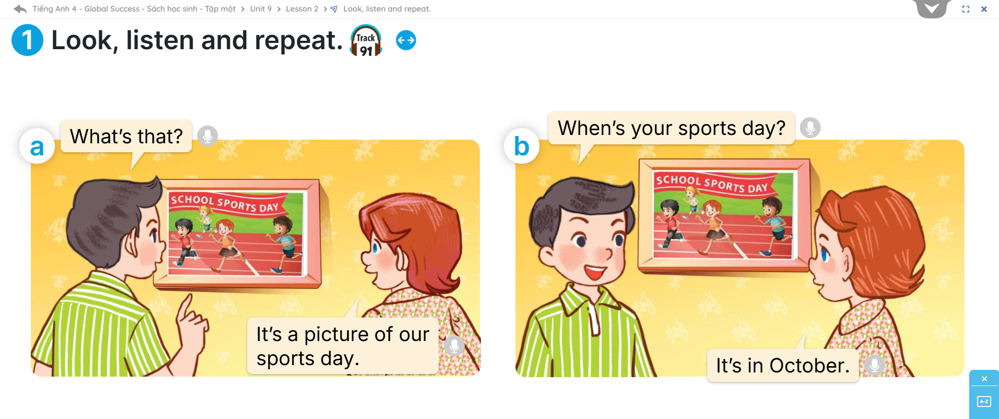 Tiếng Anh 4 - Global Success - Sách học sinh - Tập một > Unit 9 > Lesson 2 > Look, listen and repeat.
1 Look, listen and repeat.
Track
91
a
What's that?
SCHOOL SPORTS DAY
It's a picture of our
sports day.
b
When's your sports day?
SCHOOL SPORTS DAY
It's in October.
A-Z